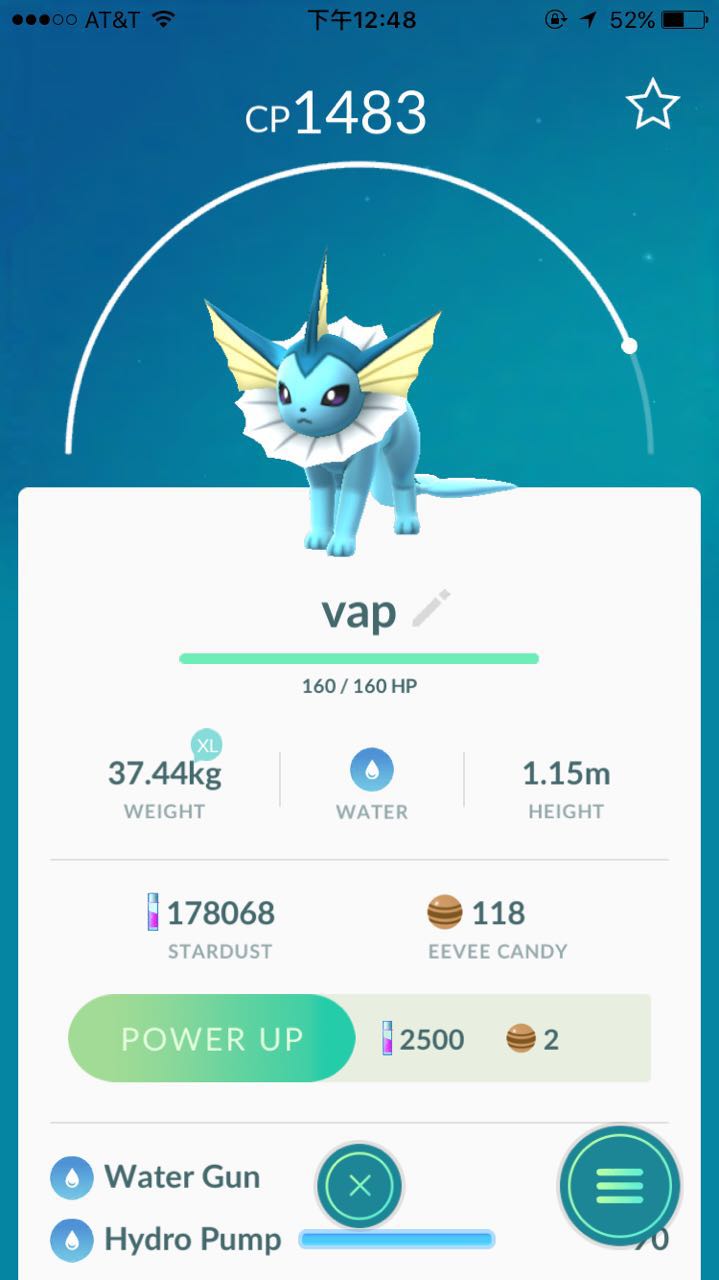 AT&T 下午12:48 52%
CP1483
vap
160 / 160 HP
XL
37.44kg 1.15m
WEIGHT WATER HEIGHT
178068 118
STARDUST EEVEE CANDY
POWER UP 2500 2
Water Gun
Hydro Pump 90